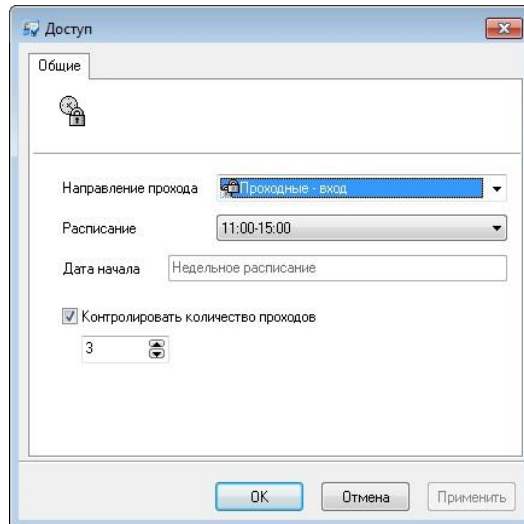 Доступ
Общие
Направление прохода Проходные - вход
Расписание 11:00-15:00
Дата начала Недельное расписание
Контролировать количество проходов
3
OK Отмена Применить